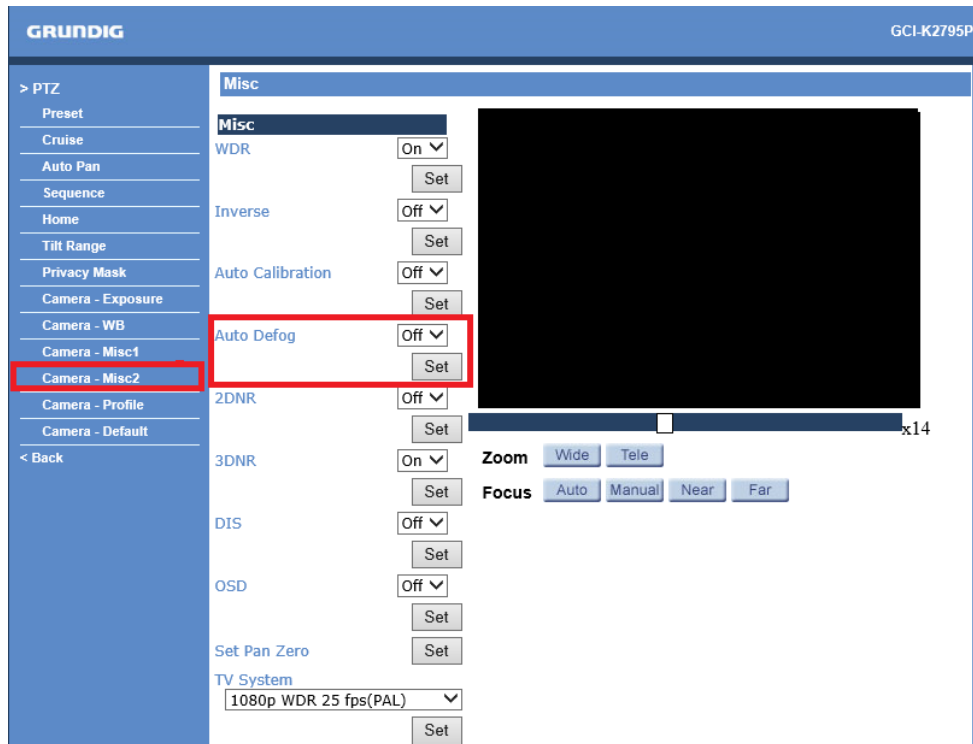 GRUNDIG
GCI-K2795P
> PTZ
Preset
Cruise
Auto Pan
Sequence
Home
Tilt Range
Privacy Mask
Camera - Exposure
Camera - WB
Camera - Misc1
Camera - Misc2
Camera - Profile
Camera - Default
< Back
Misc
Misc
WDR On
Set
Inverse Off
Set
Auto Calibration Off
Set
Auto Defog Off
Set
2DNR Off
Set
3DNR On
Set
DIS Off
Set
OSD Off
Set
Set Pan Zero Set
TV System
1080p WDR 25 fps(PAL)
Set
x14
Zoom Wide Tele
Focus Auto Manual Near Far